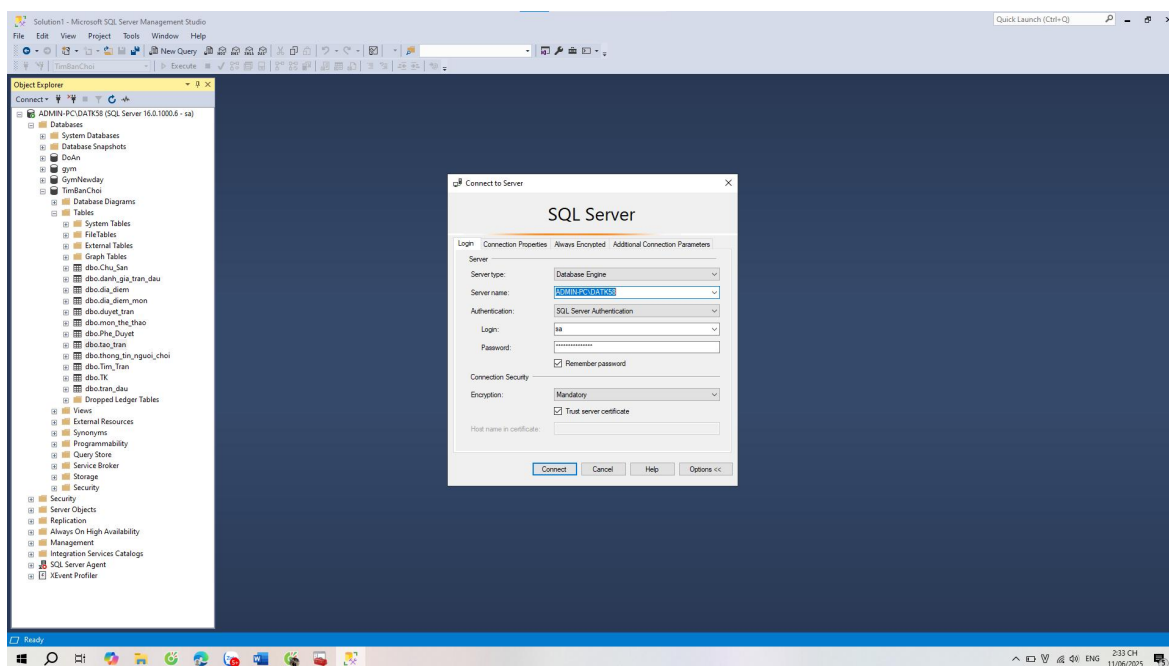 Solution1 - Microsoft SQL Server Management Studio
Quick Launch (Ctrl+Q)
File Edit View Project Tools Window Help
New Query
TimBanChoi
Execute
Object Explorer
Connect
ADMIN-PC\DATK58 (SQL Server 16.0.1000.6 - sa)
Databases
System Databases
Database Snapshots
DoAn
gym
GymNewday
TimBanChoi
Database Diagrams
Tables
System Tables
FileTables
External Tables
Graph Tables
dbo.Chu_San
dbo.danh_gia_tran_dau
dbo.dia_diem
dbo.dia_diem_mon
dbo.duyet_tran
dbo.mon_the_thao
dbo.Phe_Duyet
dbo.tao_tran
dbo.thong_tin_nguoi_choi
dbo.Tim_Tran
dbo.TK
dbo.tran_dau
Dropped Ledger Tables
Views
External Resources
Synonyms
Programmability
Query Store
Service Broker
Storage
Security
Security
Server Objects
Replication
Always On High Availability
Management
Integration Services Catalogs
SQL Server Agent
XEvent Profiler
Connect to Server
SQL Server
Login Connection Properties Always Encrypted Additional Connection Parameters
Server
Server type: Database Engine
Server name: ADMIN-PC\DATK58
Authentication: SQL Server Authentication
Login: sa
Password: ***************
Remember password
Connection Security
Encryption: Mandatory
Trust server certificate
Host name in certificate:
Connect Cancel Help Options <<
Ready
ENG
2:33 CH
11/06/2025